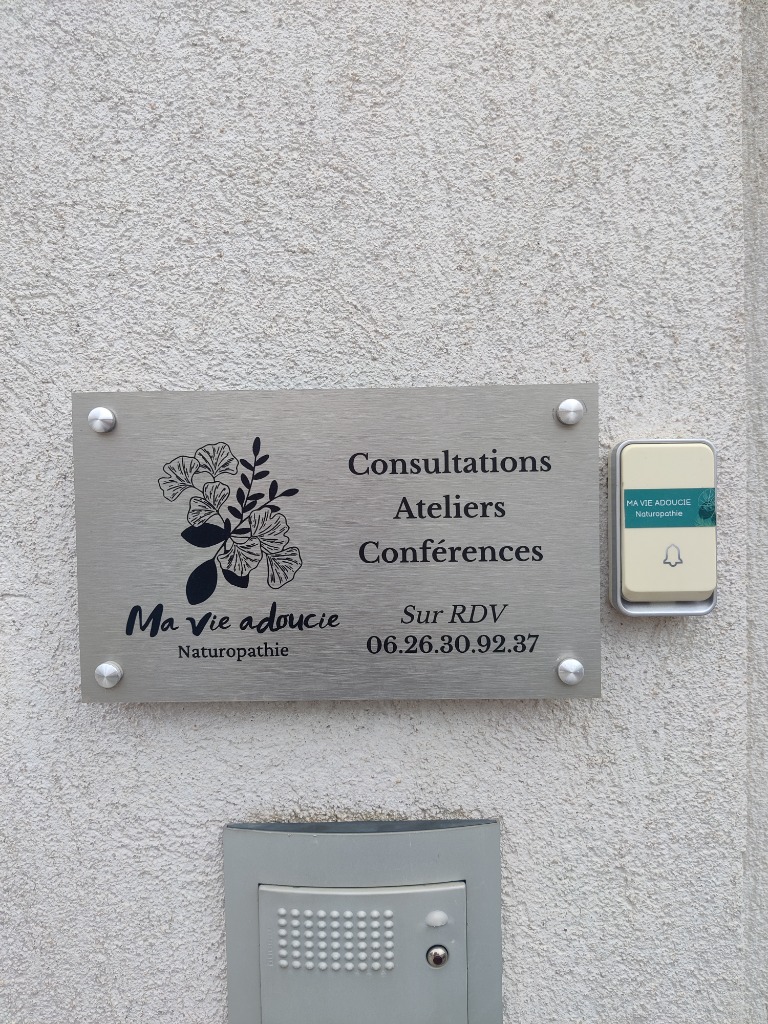 Consultations
Ateliers
Conférences
Sur RDV
06.26.30.92.37
Ma vie adoucie
Naturopathie
MA VIE ADOUCIE
Naturopathie